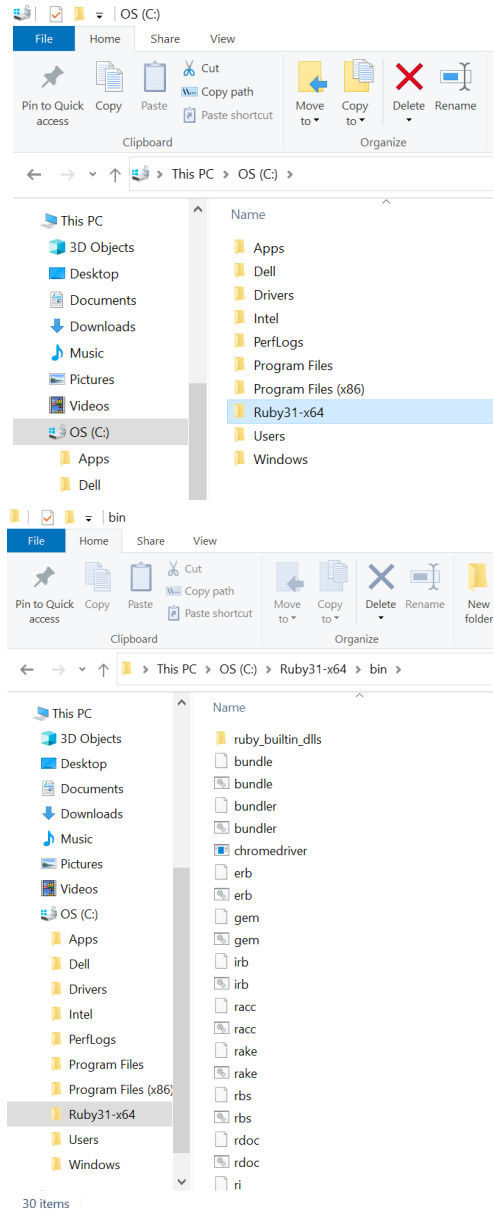 OS (C:)
File Home Share View
Pin to Quick access
Copy
Paste
Cut
Copy path
Paste shortcut
Move to
Copy to
Delete
Rename
Clipboard
Organize
This PC > OS (C:) >
This PC
3D Objects
Desktop
Documents
Downloads
Music
Pictures
Videos
OS (C:)
Apps
Dell
Name
Apps
Dell
Drivers
Intel
PerfLogs
Program Files
Program Files (x86)
Ruby31-x64
Users
Windows
bin
File Home Share View
Pin to Quick access
Copy
Paste
Cut
Copy path
Paste shortcut
Move to
Copy to
Delete
Rename
New folder
Clipboard
Organize
This PC > OS (C:) > Ruby31-x64 > bin >
This PC
3D Objects
Desktop
Documents
Downloads
Music
Pictures
Videos
OS (C:)
Apps
Dell
Drivers
Intel
PerfLogs
Program Files
Program Files (x86)
Ruby31-x64
Users
Windows
Name
ruby_builtin_dlls
bundle
bundle
bundler
bundler
chromedriver
erb
erb
gem
gem
irb
irb
racc
racc
rake
rake
rbs
rbs
rdoc
rdoc
ri
30 items